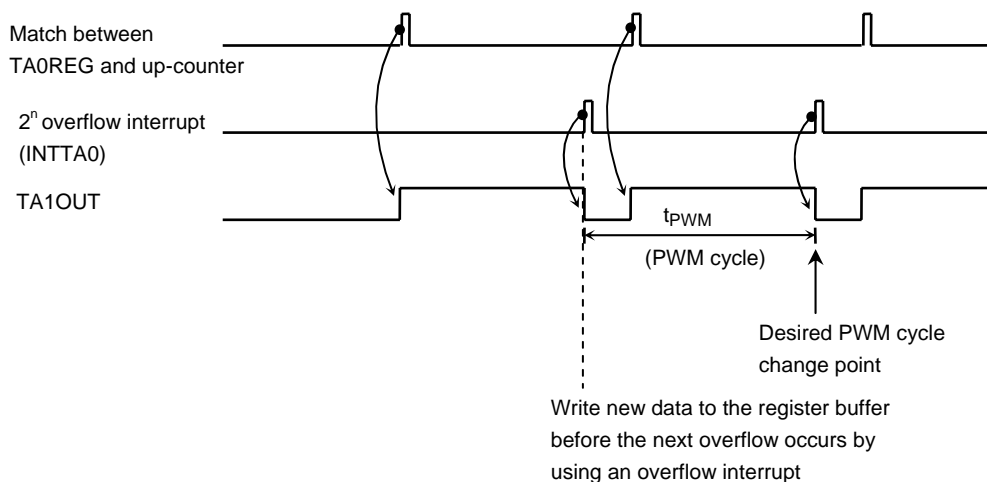 Match between
TA0REG and up-counter
2ⁿ overflow interrupt
(INTTA0)
TA1OUT
tPWM
(PWM cycle)
Desired PWM cycle
change point
Write new data to the register buffer
before the next overflow occurs by
using an overflow interrupt